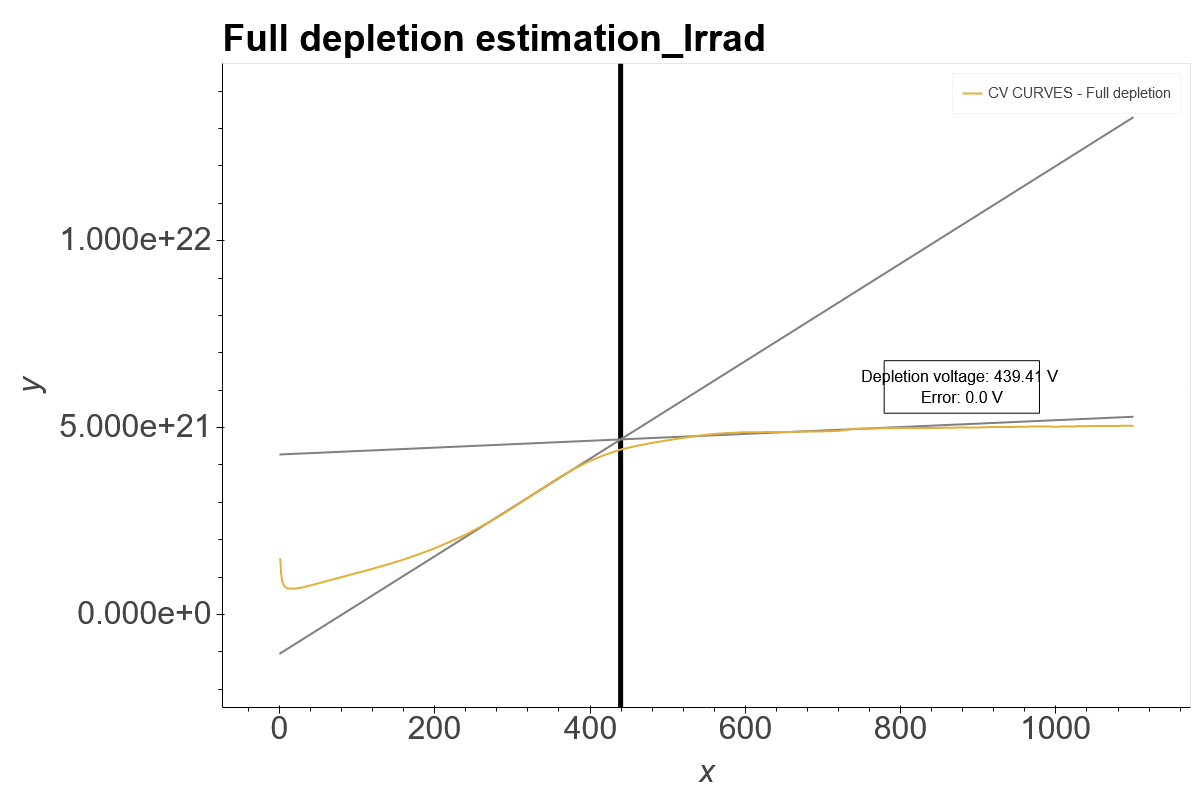 Full depletion estimation_Irrad
CV CURVES - Full depletion
1.000e+22
5.000e+21
0.000e+0
y
Depletion voltage: 439.41 V
Error: 0.0 V
0 200 400 600 800 1000
x